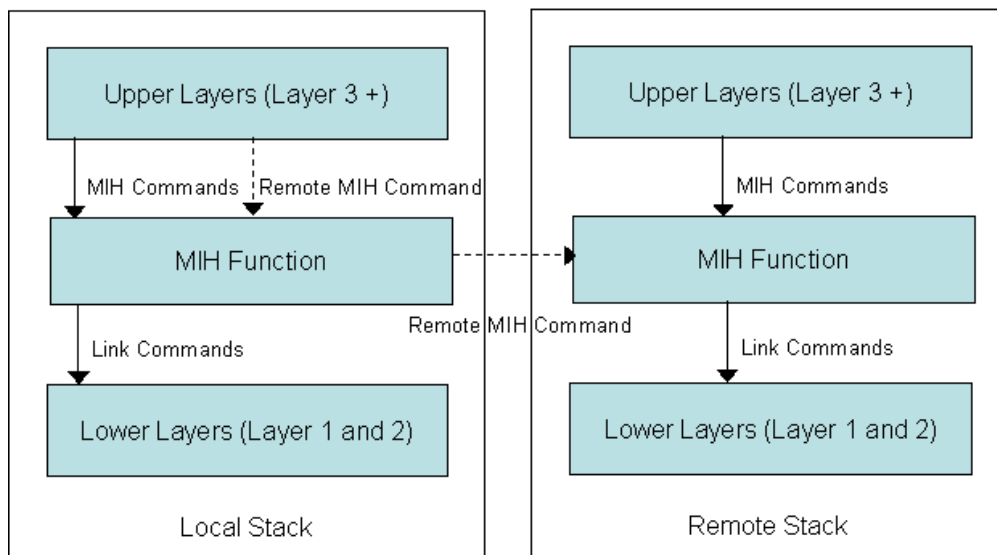 Upper Layers (Layer 3 +)
MIH Commands
Remote MIH Command
MIH Function
Link Commands
Lower Layers (Layer 1 and 2)
Local Stack
Remote MIH Command
Upper Layers (Layer 3 +)
MIH Commands
MIH Function
Link Commands
Lower Layers (Layer 1 and 2)
Remote Stack